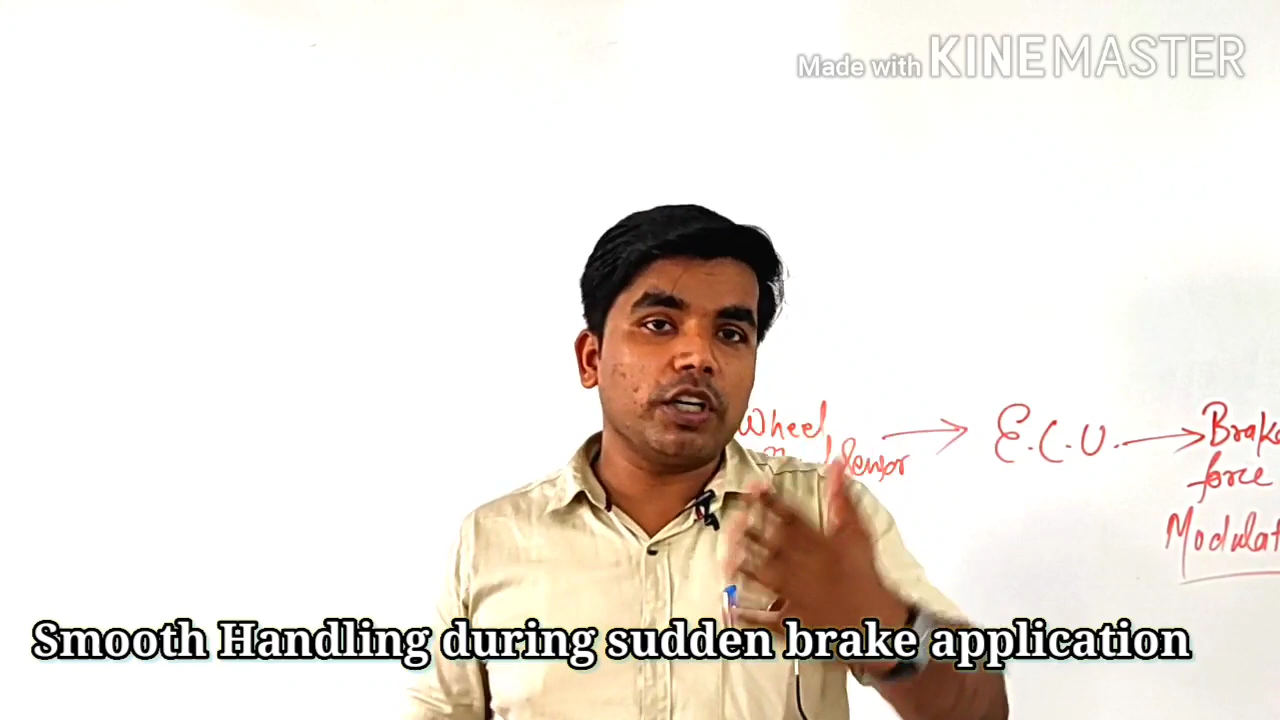 Made with KINEMASTER
Wheel
Sensor
E.C.U.
Brake
force
Modulat
Smooth Handling during sudden brake application